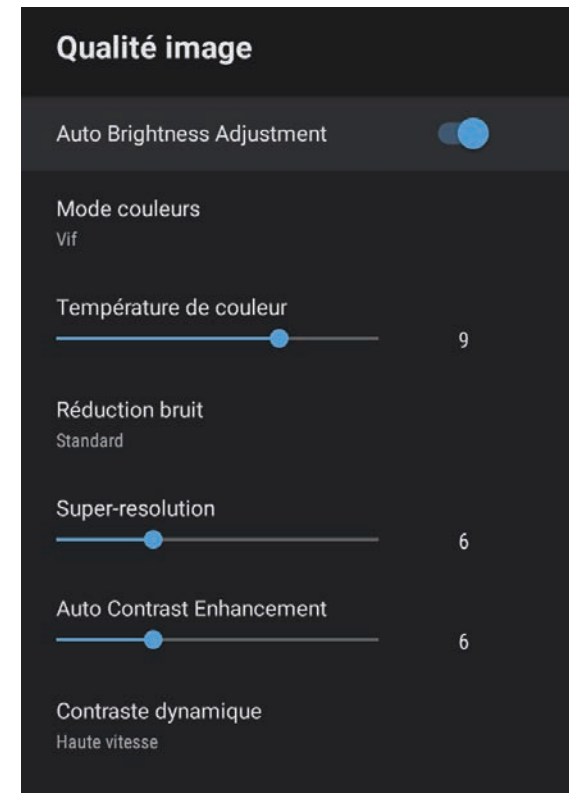 Qualité image
Auto Brightness Adjustment
Mode couleurs
Vif
Température de couleur
9
Réduction bruit
Standard
Super-resolution
6
Auto Contrast Enhancement
6
Contraste dynamique
Haute vitesse